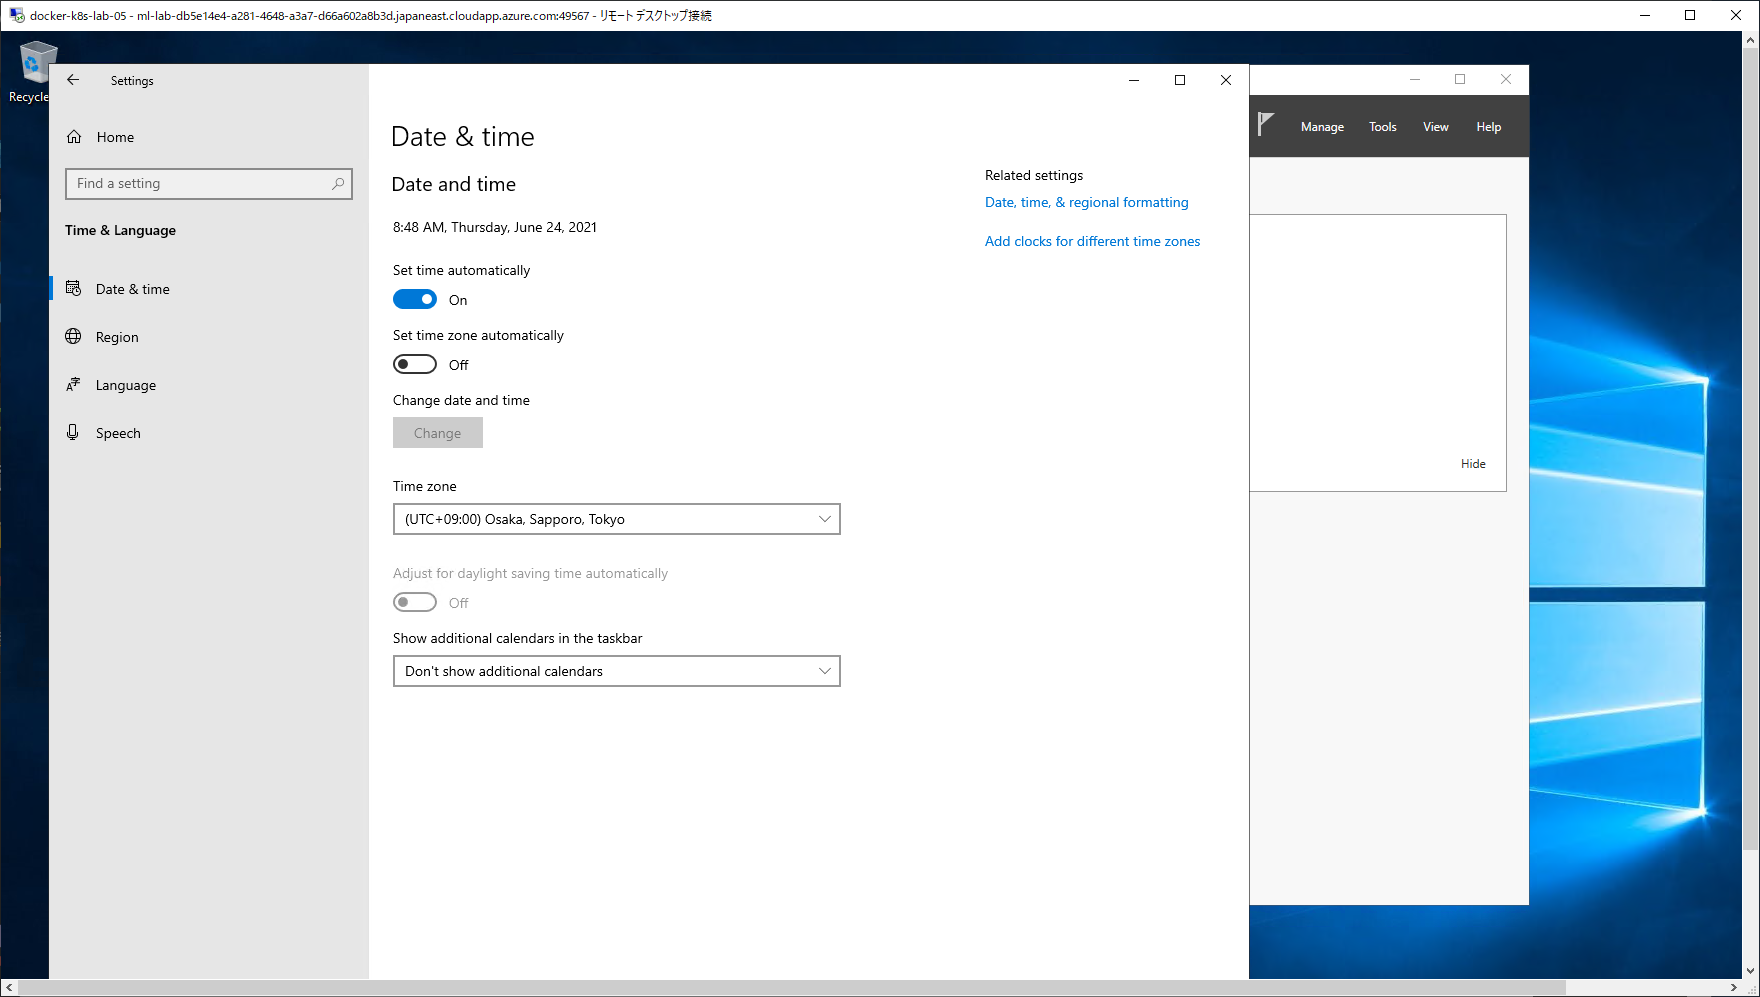 docker-k8s-lab-05 - ml-lab-db5e14e4-a281-4648-a3a7-d66a602a8b3d.japaneast.cloudapp.azure.com:49567 - リモート デスクトップ接続
Recycle
Settings
Home
Find a setting
Time & Language
Date & time
Region
Language
Speech
Date & time
Date and time
8:48 AM, Thursday, June 24, 2021
Set time automatically
On
Set time zone automatically
Off
Change date and time
Change
Time zone
(UTC+09:00) Osaka, Sapporo, Tokyo
Adjust for daylight saving time automatically
Off
Show additional calendars in the taskbar
Don't show additional calendars
Related settings
Date, time, & regional formatting
Add clocks for different time zones
Manage Tools View Help
Hide